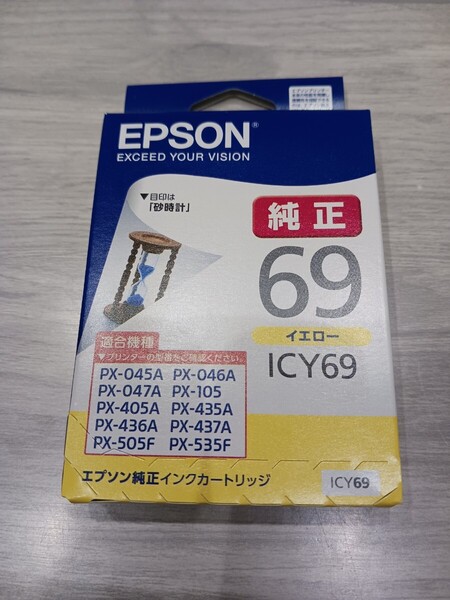 EPSON®
EXCEED YOUR VISION
▼目印は
「砂時計」
純正
69
イエロー
ICY69
適合機種
▼プリンターの型番をご確認ください。
PX-045A PX-046A
PX-047A PX-105
PX-405A PX-435A
PX-436A PX-437A
PX-505F PX-535F
エプソン純正インクカートリッジ
ICY69